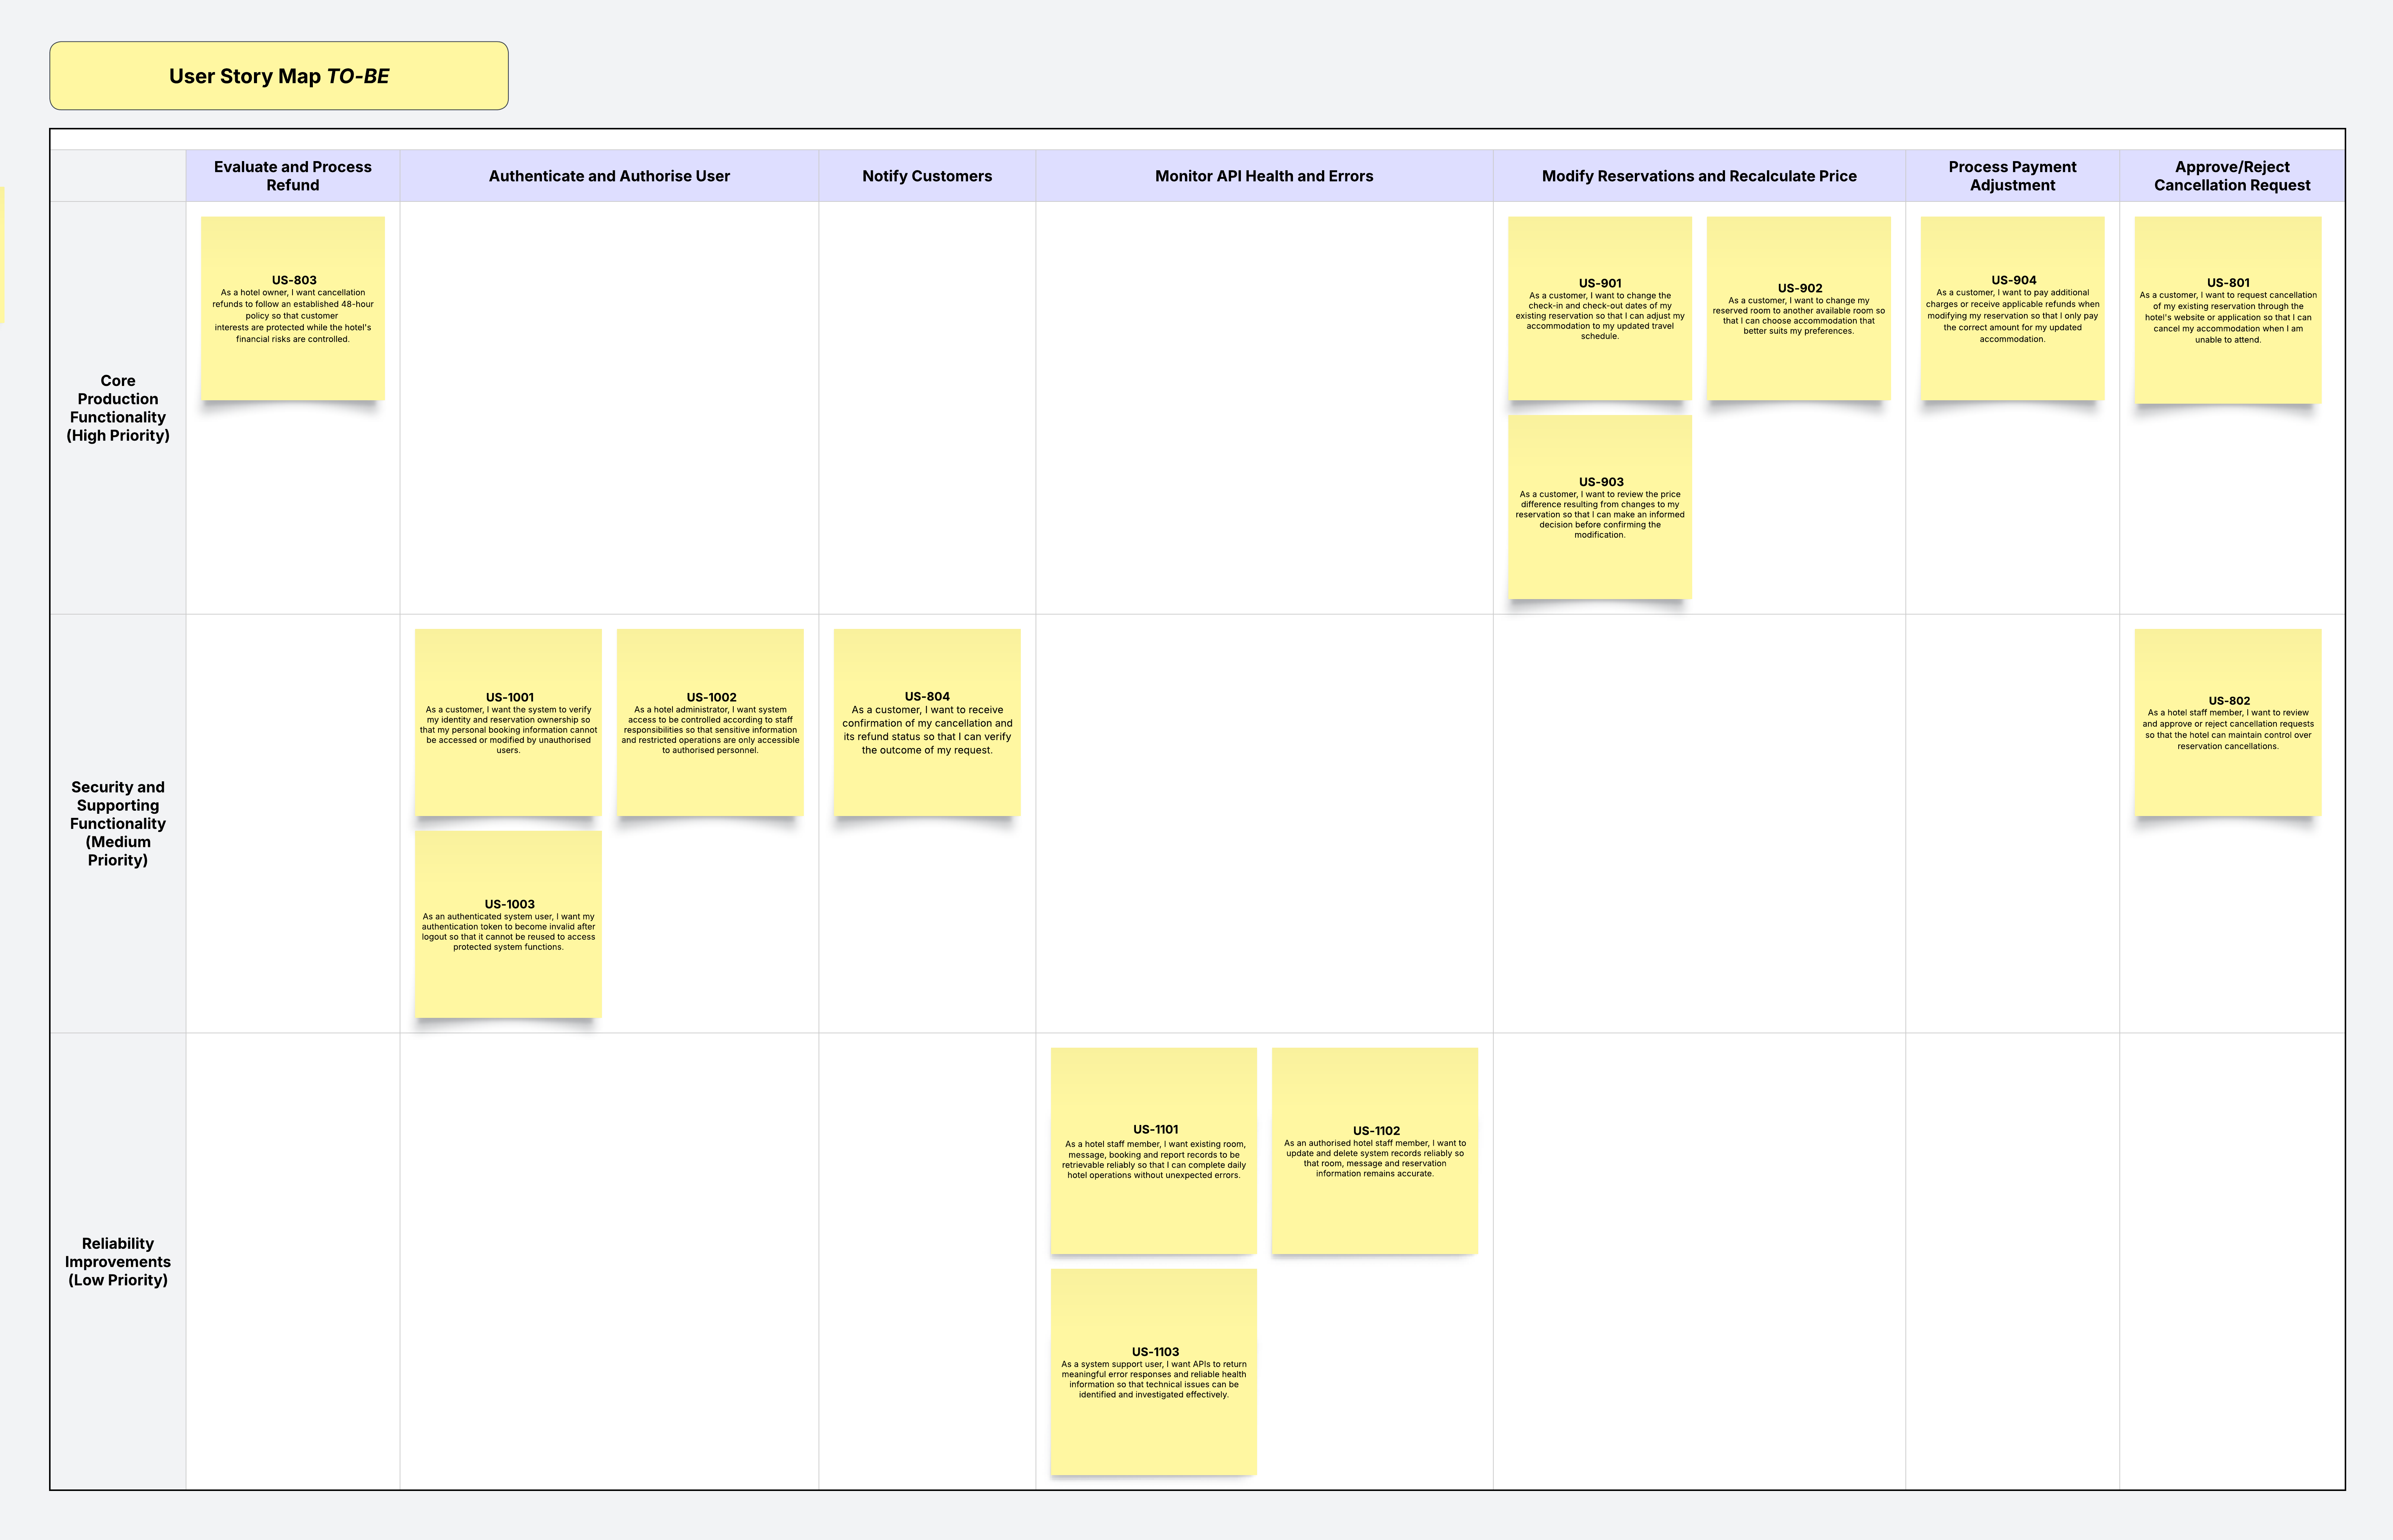 User Story Map TO-BE
Evaluate and Process
Refund
Authenticate and Authorise User
Notify Customers
Monitor API Health and Errors
Modify Reservations and Recalculate Price
Process Payment
Adjustment
Approve/Reject
Cancellation Request
Core
Production
Functionality
(High Priority)
US-803
As a hotel owner, I want cancellation
refunds to follow an established 48-hour
policy so that customer
interests are protected while the hotel's
financial risks are controlled.
US-901
As a customer, I want to change the
check-in and check-out dates of my
existing reservation so that I can adjust my
accommodation to my updated travel
schedule.
US-902
As a customer, I want to change my
reserved room to another available room so
that I can choose accommodation that
better suits my preferences.
US-903
As a customer, I want to review the price
difference resulting from changes to my
reservation so that I can make an informed
decision before confirming the
modification.
US-904
As a customer, I want to pay additional
charges or receive applicable refunds when
modifying my reservation so that I only pay
the correct amount for my updated
accommodation.
US-801
As a customer, I want to request cancellation
of my existing reservation through the
hotel's website or application so that I can
cancel my accommodation when I am
unable to attend.
Security and
Supporting
Functionality
(Medium
Priority)
US-1001
As a customer, I want the system to verify
my identity and reservation ownership so
that my personal booking information cannot
be accessed or modified by unauthorised
users.
US-1002
As a hotel administrator, I want system
access to be controlled according to staff
responsibilities so that sensitive information
and restricted operations are only accessible
to authorised personnel.
US-1003
As an authenticated system user, I want my
authentication token to become invalid after
logout so that it cannot be reused to access
protected system functions.
US-804
As a customer, I want to receive
confirmation of my cancellation and
its refund status so that I can verify
the outcome of my request.
US-802
As a hotel staff member, I want to review
and approve or reject cancellation requests
so that the hotel can maintain control over
reservation cancellations.
Reliability
Improvements
(Low Priority)
US-1101
As a hotel staff member, I want existing room,
message, booking and report records to be
retrievable reliably so that I can complete daily
hotel operations without unexpected errors.
US-1102
As an authorised hotel staff member, I want to
update and delete system records reliably so
that room, message and reservation
information remains accurate.
US-1103
As a system support user, I want APIs to return
meaningful error responses and reliable health
information so that technical issues can be
identified and investigated effectively.